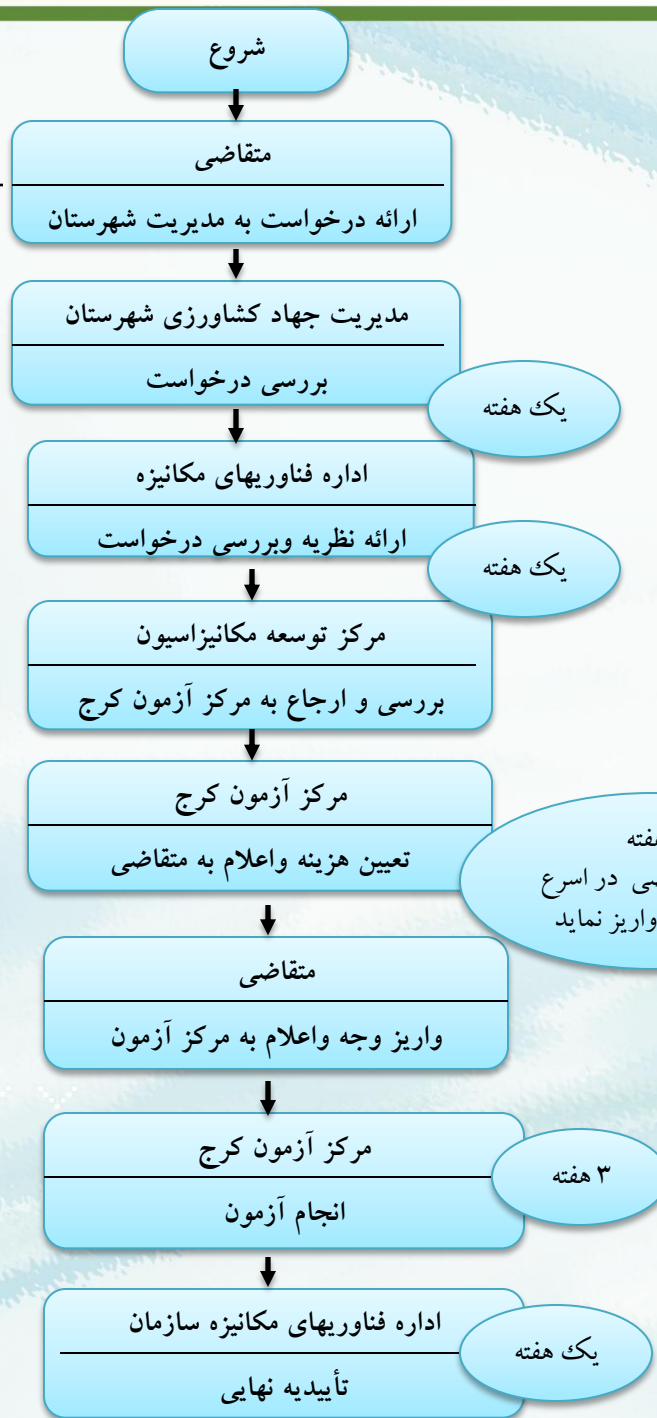 شروع
متقاضی
ارائه درخواست به مدیریت شهرستان
مدیریت جهاد کشاورزی شهرستان
بررسی درخواست
یک هفته
اداره فناوریهای مکانیزه
ارائه نظریه وبررسی درخواست
یک هفته
مرکز توسعه مکانیزاسیون
بررسی و ارجاع به مرکز آزمون کرج
مرکز آزمون کرج
تعیین هزینه واعلام به متقاضی
در اسرع
واریز نماید
متقاضی
واریز وجه واعلام به مرکز آزمون
مرکز آزمون کرج
انجام آزمون
۳ هفته
اداره فناوریهای مکانیزه سازمان
تأییدیه نهایی
یک هفته